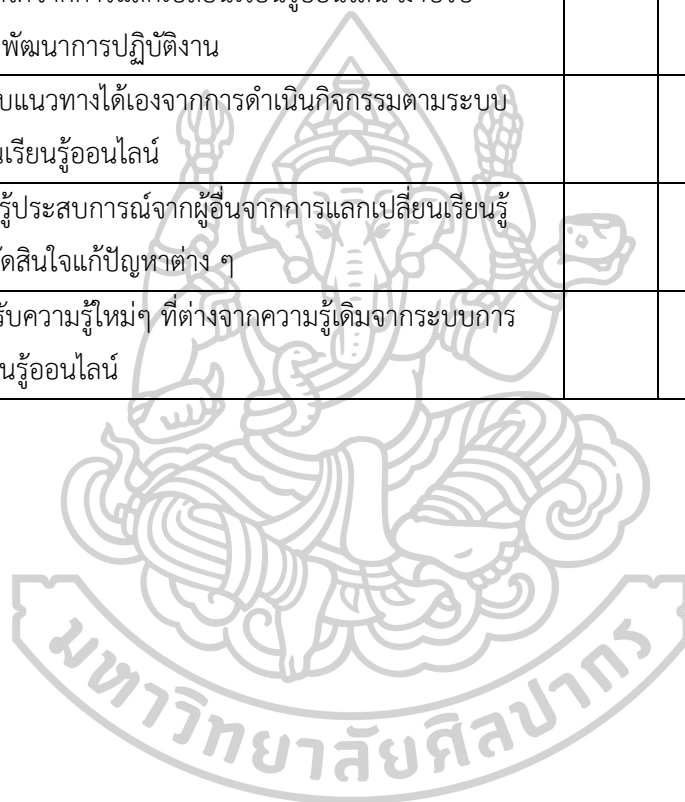 พัฒนาการปฏิบัติงาน
บแนวทางได้เองจากการดำเนินกิจกรรมตามระบบ
นเรียนรู้ออนไลน์
รู้ประสบการณ์จากผู้อื่นจากการแลกเปลี่ยนเรียนรู้
ัดสินใจแก้ปัญหาต่าง ๆ
รับความรู้ใหม่ๆ ที่ต่างจากความรู้เดิมจากระบบการ
นรู้ออนไลน์
มหาวิทยาลัยศิลปากร